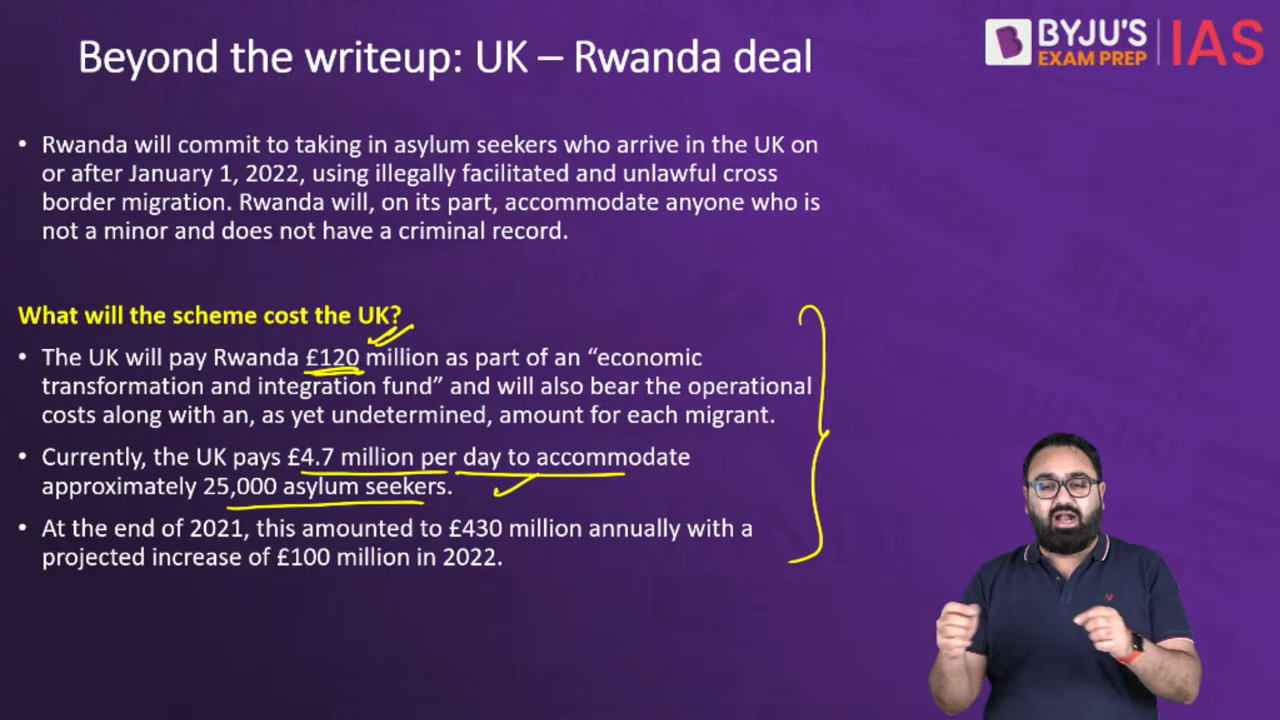 Beyond the writeup: UK – Rwanda deal
BYJU'S
EXAM PREP
IAS
• Rwanda will commit to taking in asylum seekers who arrive in the UK on
or after January 1, 2022, using illegally facilitated and unlawful cross
border migration. Rwanda will, on its part, accommodate anyone who is
not a minor and does not have a criminal record.
What will the scheme cost the UK?
• The UK will pay Rwanda £120 million as part of an “economic
transformation and integration fund” and will also bear the operational
costs along with an, as yet undetermined, amount for each migrant.
• Currently, the UK pays £4.7 million per day to accommodate
approximately 25,000 asylum seekers.
• At the end of 2021, this amounted to £430 million annually with a
projected increase of £100 million in 2022.